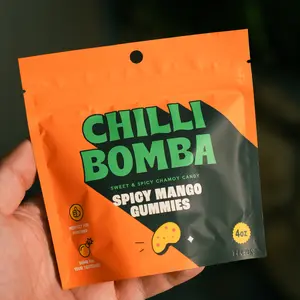 CHILLI
BOMBA
SWEET & SPICY CHAMOY CANDY
SPICY MANGO
GUMMIES
4oz